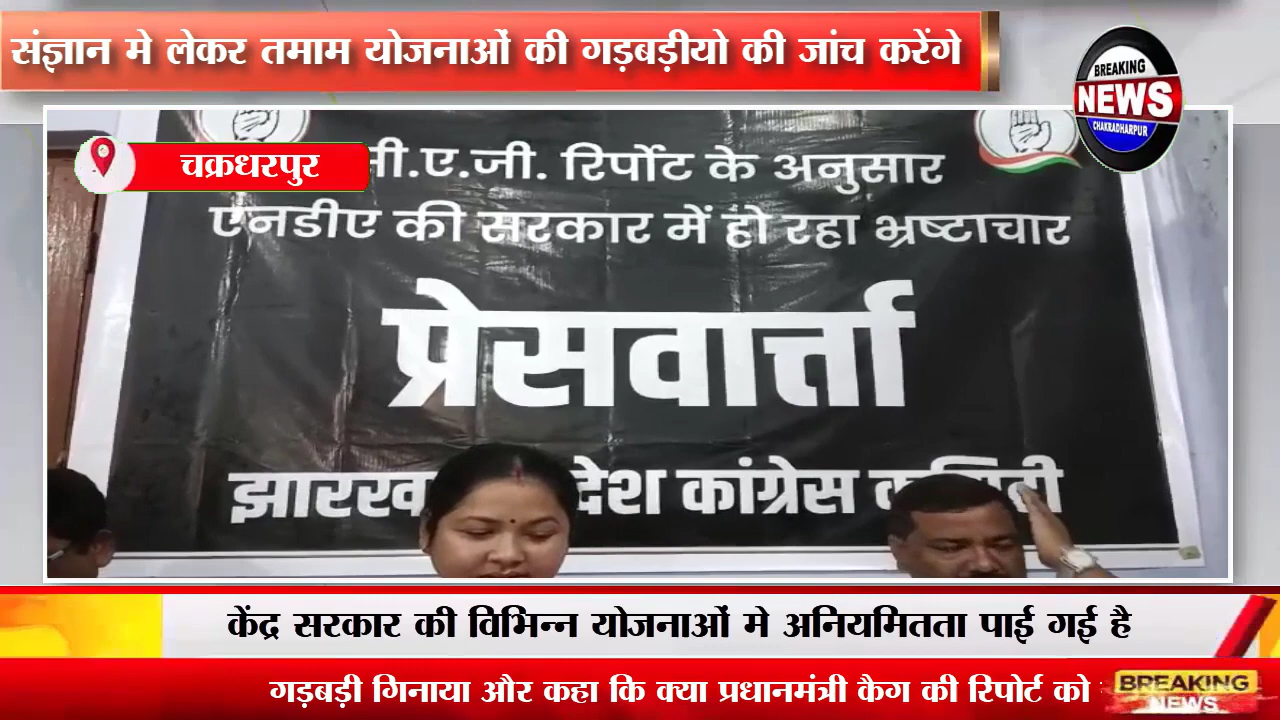 संज्ञान मे लेकर तमाम योजनाओं की गड़बड़ीयो की जांच करेंगे
BREAKING
NEWS
CHAKRADHARPUR
चक्रधरपुर
.ए.जी. रिर्पोट के अनुसार
एनडीए की सरकार में हो रहा भ्रष्टाचार
प्रेसवार्त्ता
कांग्रेस
केंद्र सरकार की विभिन्न योजनाओं मे अनियमितता पाई गई है
गड़बड़ी गिनाया और कहा कि क्या प्रधानमंत्री कैग की रिपोर्ट को
BREAKING
NEWS